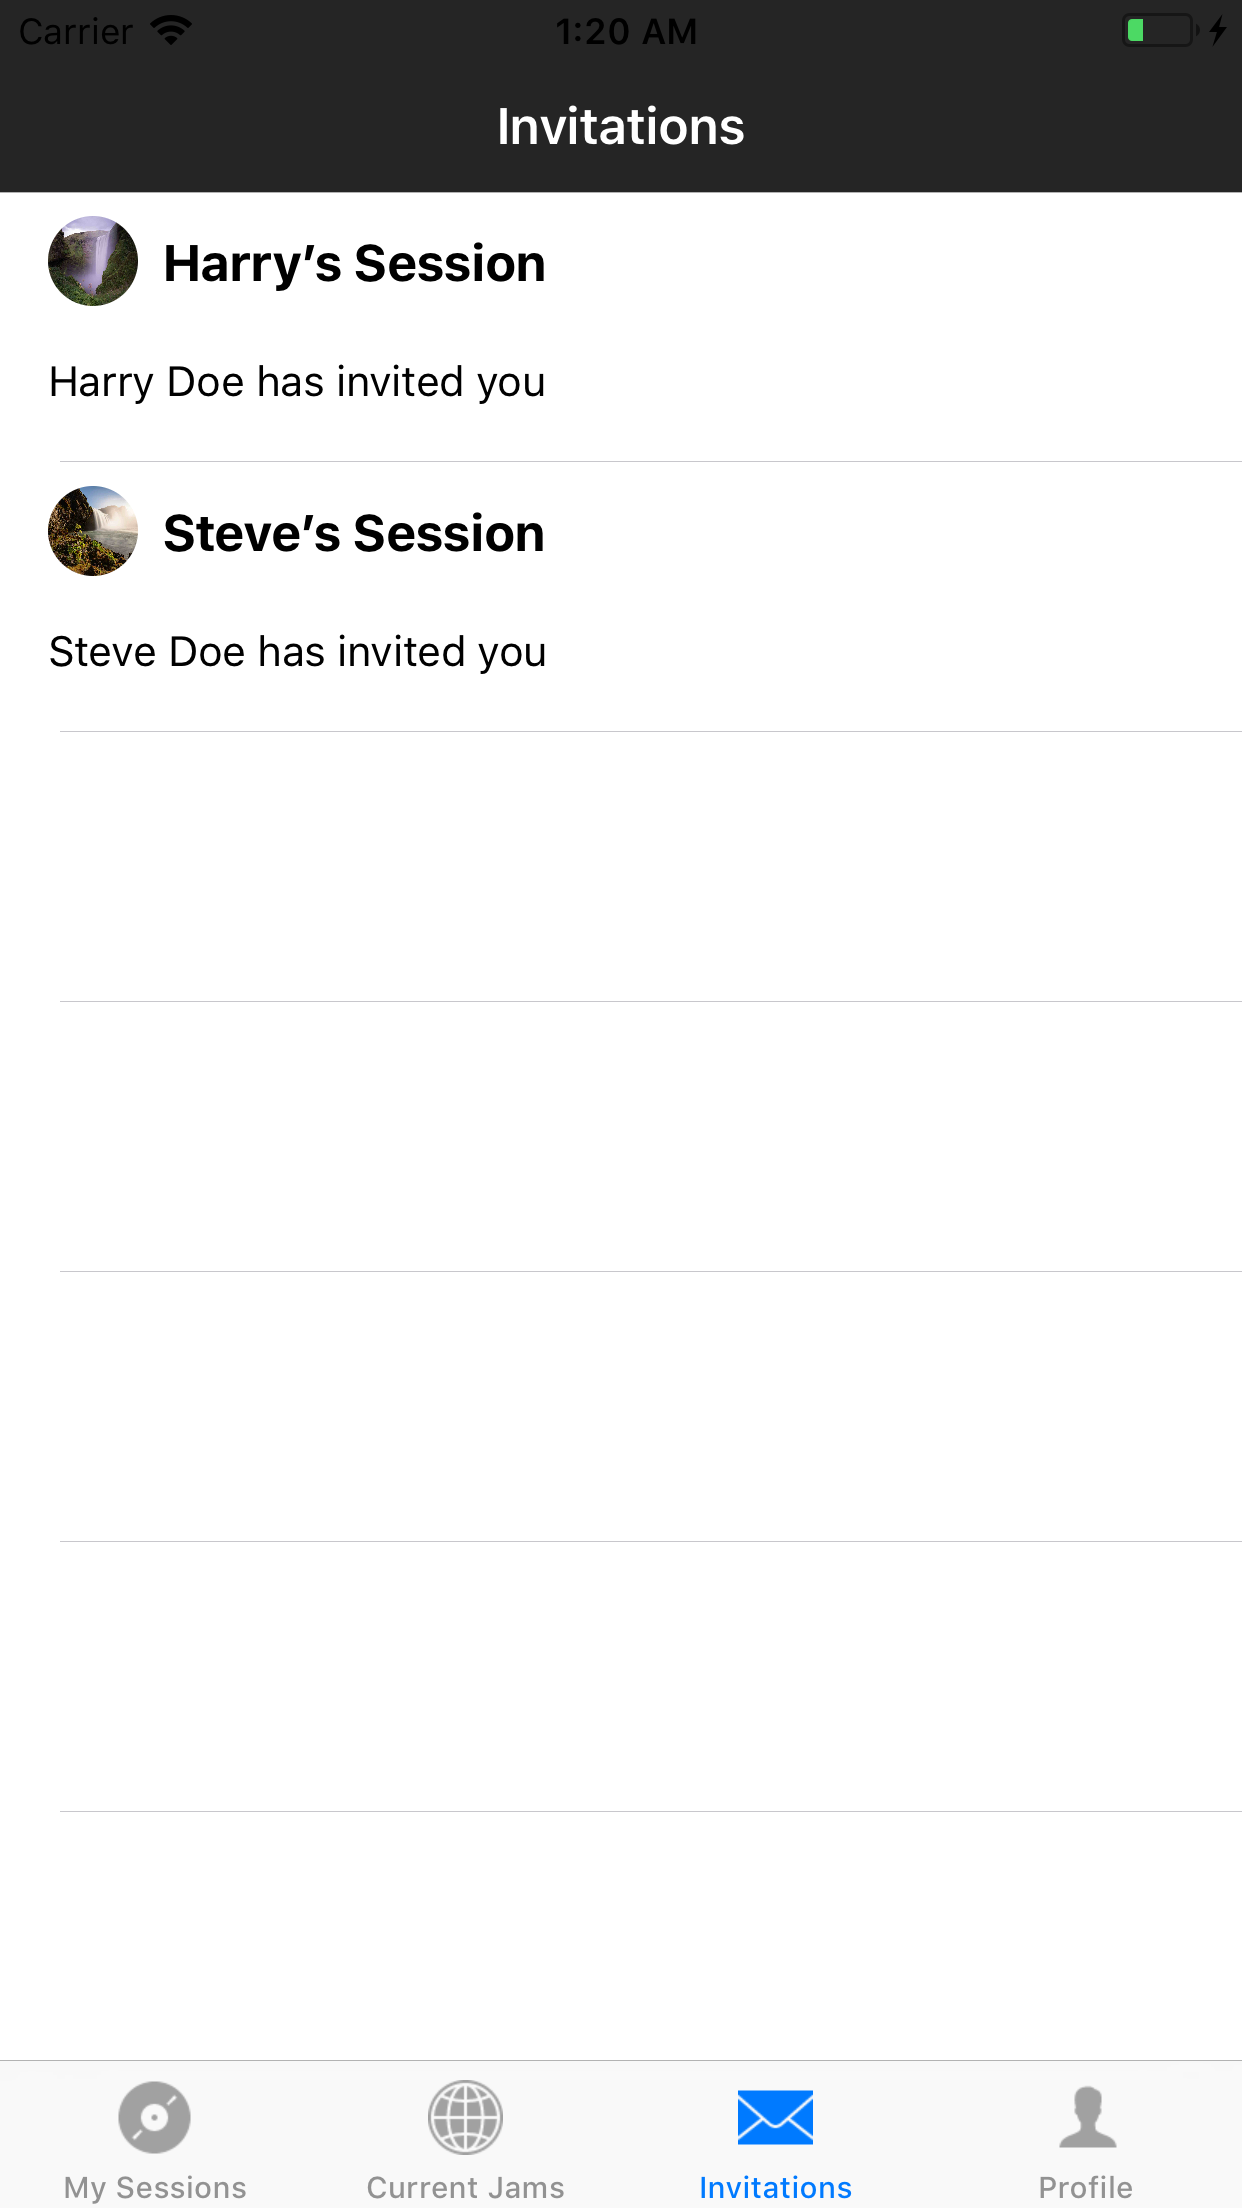 Carrier 1:20 AM
Invitations
Harry’s Session
Harry Doe has invited you
Steve’s Session
Steve Doe has invited you
My Sessions Current Jams Invitations Profile